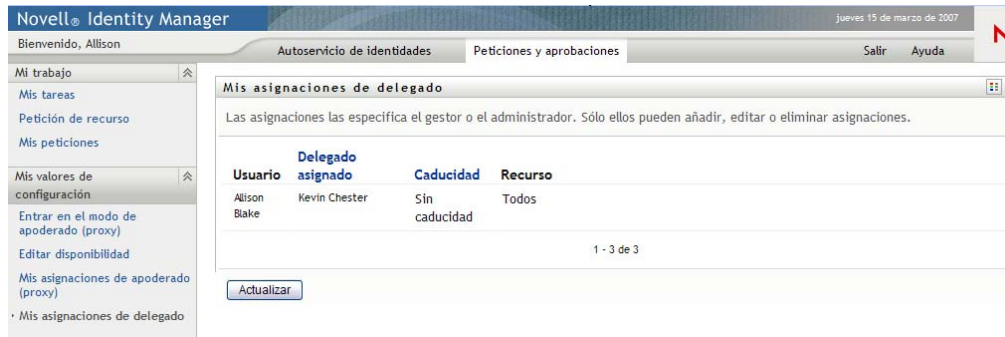 Novell® Identity Manager
jueves 15 de marzo de 2007
Bienvenido, Allison
Autoservicio de identidades
Peticiones y aprobaciones
Salir
Ayuda
N
Mi trabajo
Mis tareas
Petición de recurso
Mis peticiones
Mis valores de
configuración
Entrar en el modo de
apoderado (proxy)
Editar disponibilidad
Mis asignaciones de apoderado
(proxy)
Mis asignaciones de delegado
Mis asignaciones de delegado
Las asignaciones las especifica el gestor o el administrador. Sólo ellos pueden añadir, editar o eliminar asignaciones.
Usuario Delegado asignado Caducidad Recurso
Allison Blake Kevin Chester Sin caducidad Todos
1 - 3 de 3
Actualizar